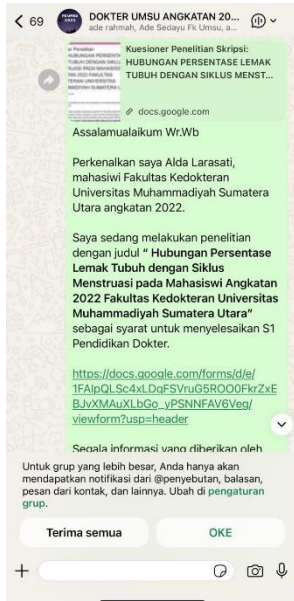 69
DOKTER UMSU ANGKATAN 20...
ade rahmah, Ade Sedayu Fk Umsu, a...
Kuesioner Penelitian Skripsi:
HUBUNGAN PERSENTASE LEMAK
TUBUH DENGAN SIKLUS MENST...
docs.google.com
Assalamualaikum Wr.Wb
Perkenalkan saya Alda Larasati,
mahasiwi Fakultas Kedokteran
Universitas Muhammadiyah Sumatera
Utara angkatan 2022.
Saya sedang melakukan penelitian
dengan judul “ Hubungan Persentase
Lemak Tubuh dengan Siklus
Menstruasi pada Mahasiswi Angkatan
2022 Fakultas Kedokteran Universitas
Muhammadiyah Sumatera Utara”
sebagai syarat untuk menyelesaikan S1
Pendidikan Dokter.
https://docs.google.com/forms/d/e/
1FAIpQLSc4xLDqFSVruG5ROO0FkrZxE
BJvXMAuXLbGo_yPSNNFAV6Veg/
viewform?usp=header
Segala informasi yang diberikan oleh
Untuk grup yang lebih besar, Anda hanya akan
mendapatkan notifikasi dari @penyebutan, balasan,
pesan dari kontak, dan lainnya. Ubah di pengaturan
grup.
Terima semua
OKE